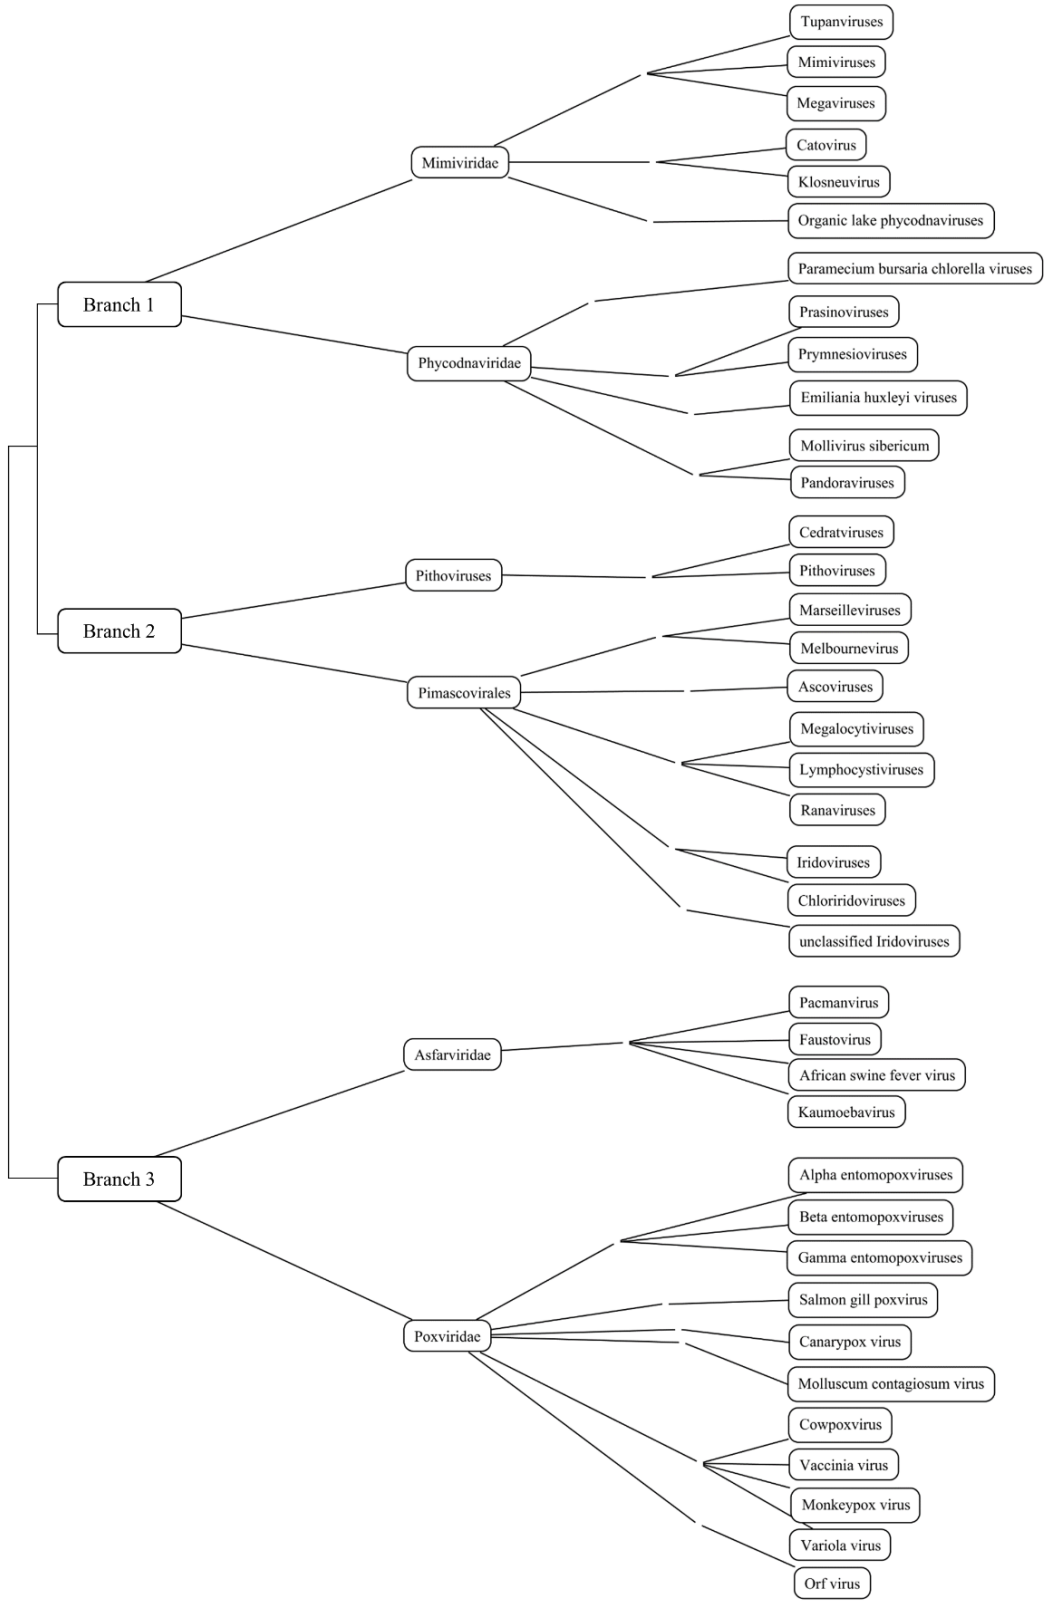 Tupanviruses
Mimiviruses
Megaviruses
Catovirus
Mimiviridae
Klosneuvirus
Organic lake phycodnaviruses
Paramecium bursaria chlorella viruses
Branch 1
Prasinoviruses
Prymnesioviruses
Phycodnaviridae
Emiliania huxleyi viruses
Mollivirus sibericum
Pandoraviruses
Cedratviruses
Pithoviruses
Pithoviruses
Marseilleviruses
Branch 2
Melbournevirus
Ascoviruses
Pimascovirales
Megalocytiviruses
Lymphocystiviruses
Ranaviruses
Iridoviruses
Chloriridoviruses
unclassified Iridoviruses
Pacmanvirus
Faustovirus
Asfarviridae
African swine fever virus
Kaumoebavirus
Alpha entomopoxviruses
Branch 3
Beta entomopoxviruses
Gamma entomopoxviruses
Salmon gill poxvirus
Poxviridae
Canarypox virus
Molluscum contagiosum virus
Cowpoxvirus
Vaccinia virus
Monkeypox virus
Variola virus
Orf virus